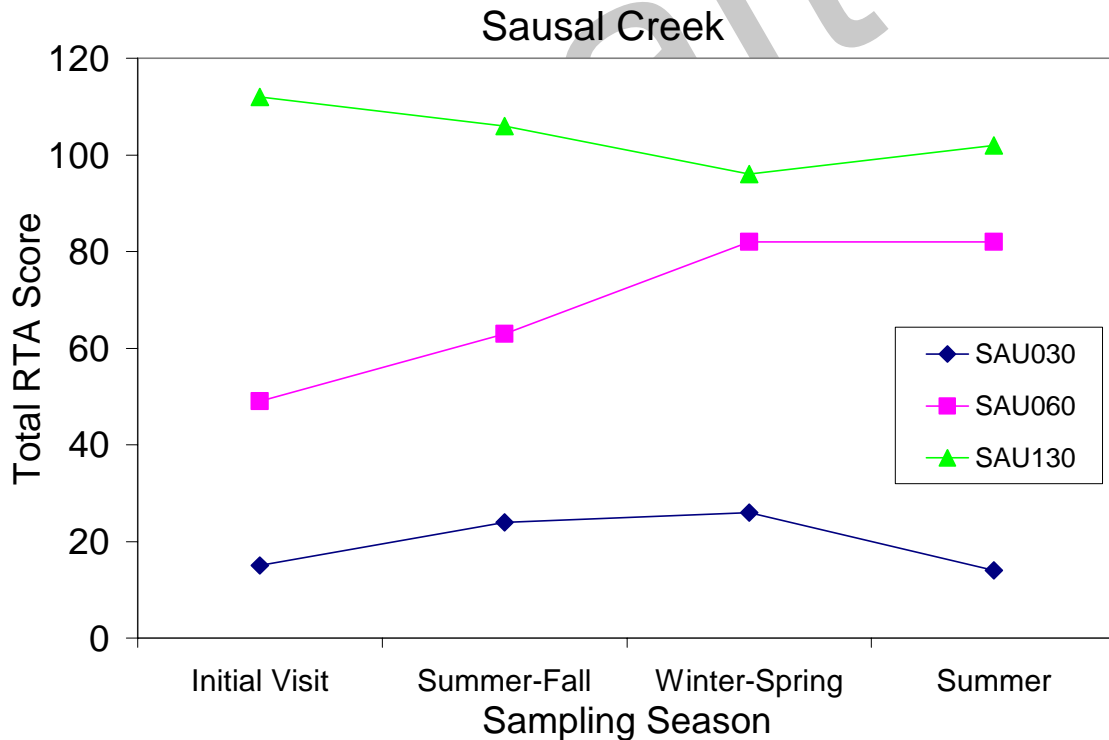 Sausal Creek
120
100
80
60
40
20
0
Total RTA Score
SAU030
SAU060
SAU130
Initial Visit Summer-Fall Winter-Spring Summer
Sampling Season